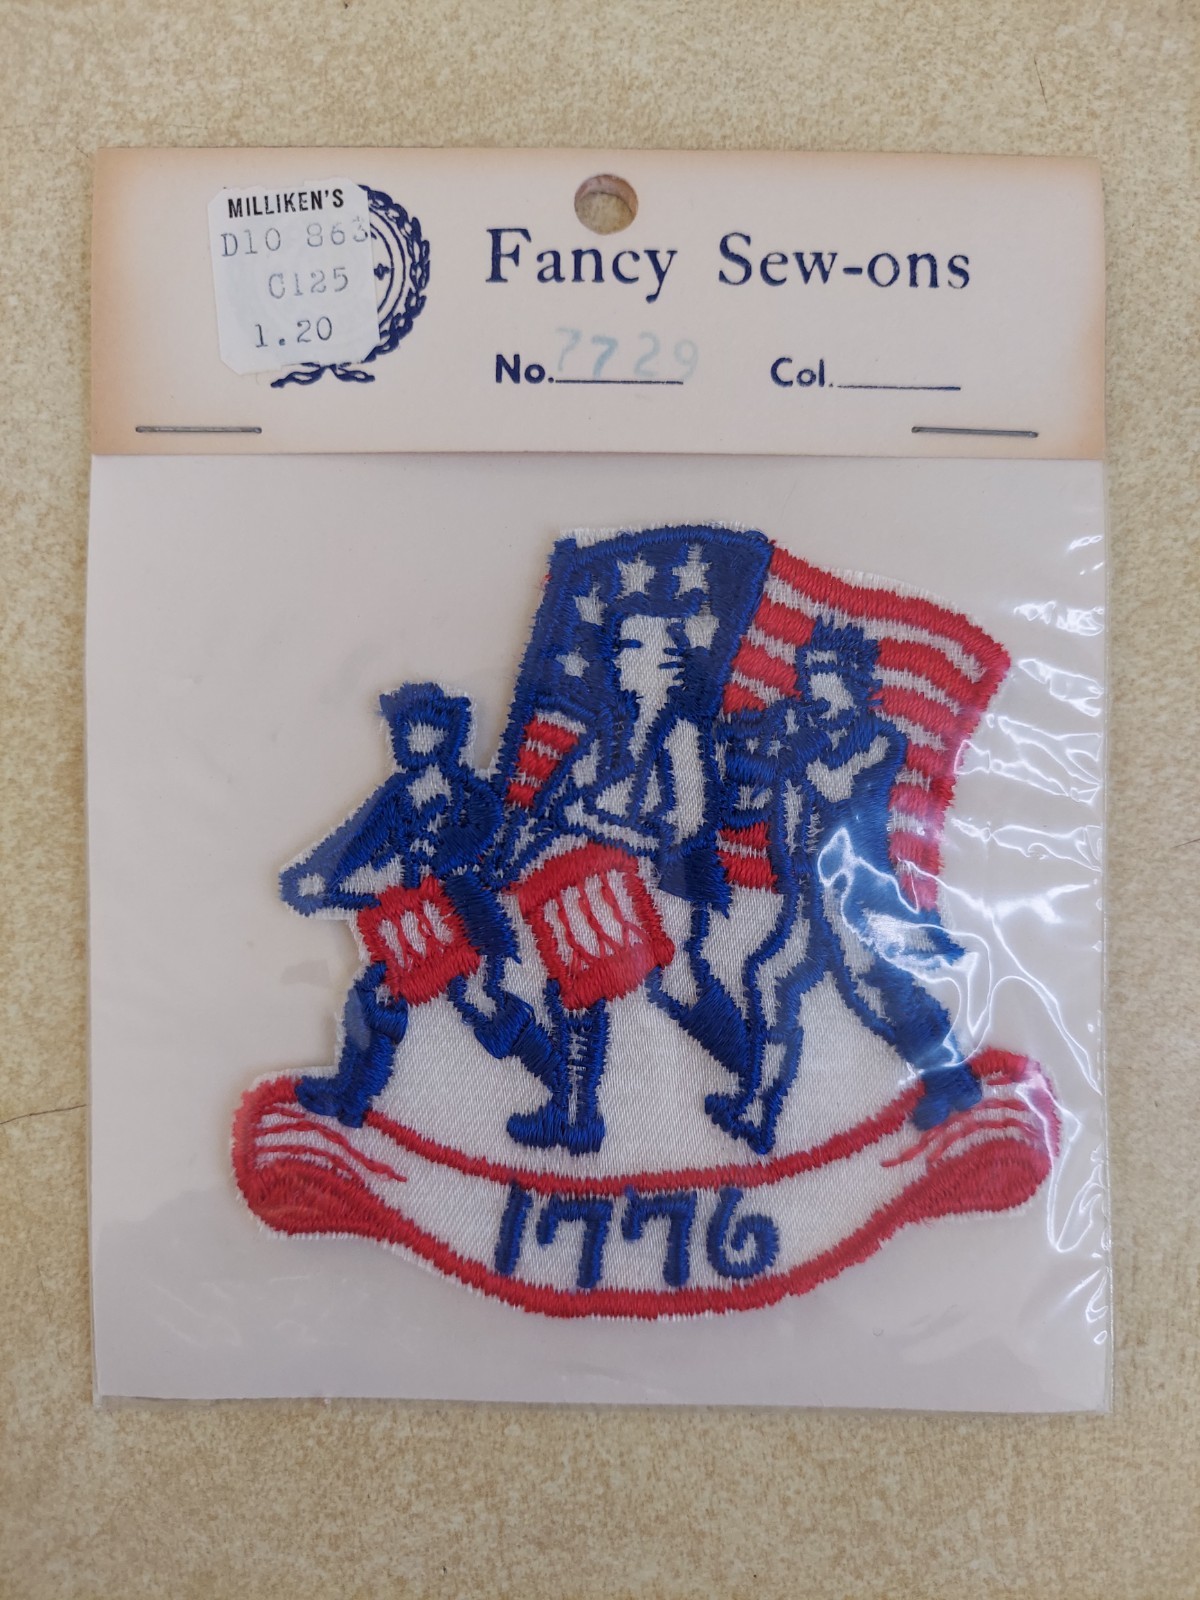 MILLIKEN'S
D10 863
C125
1.20
Fancy Sew-ons
No. 7729 Col.
1776